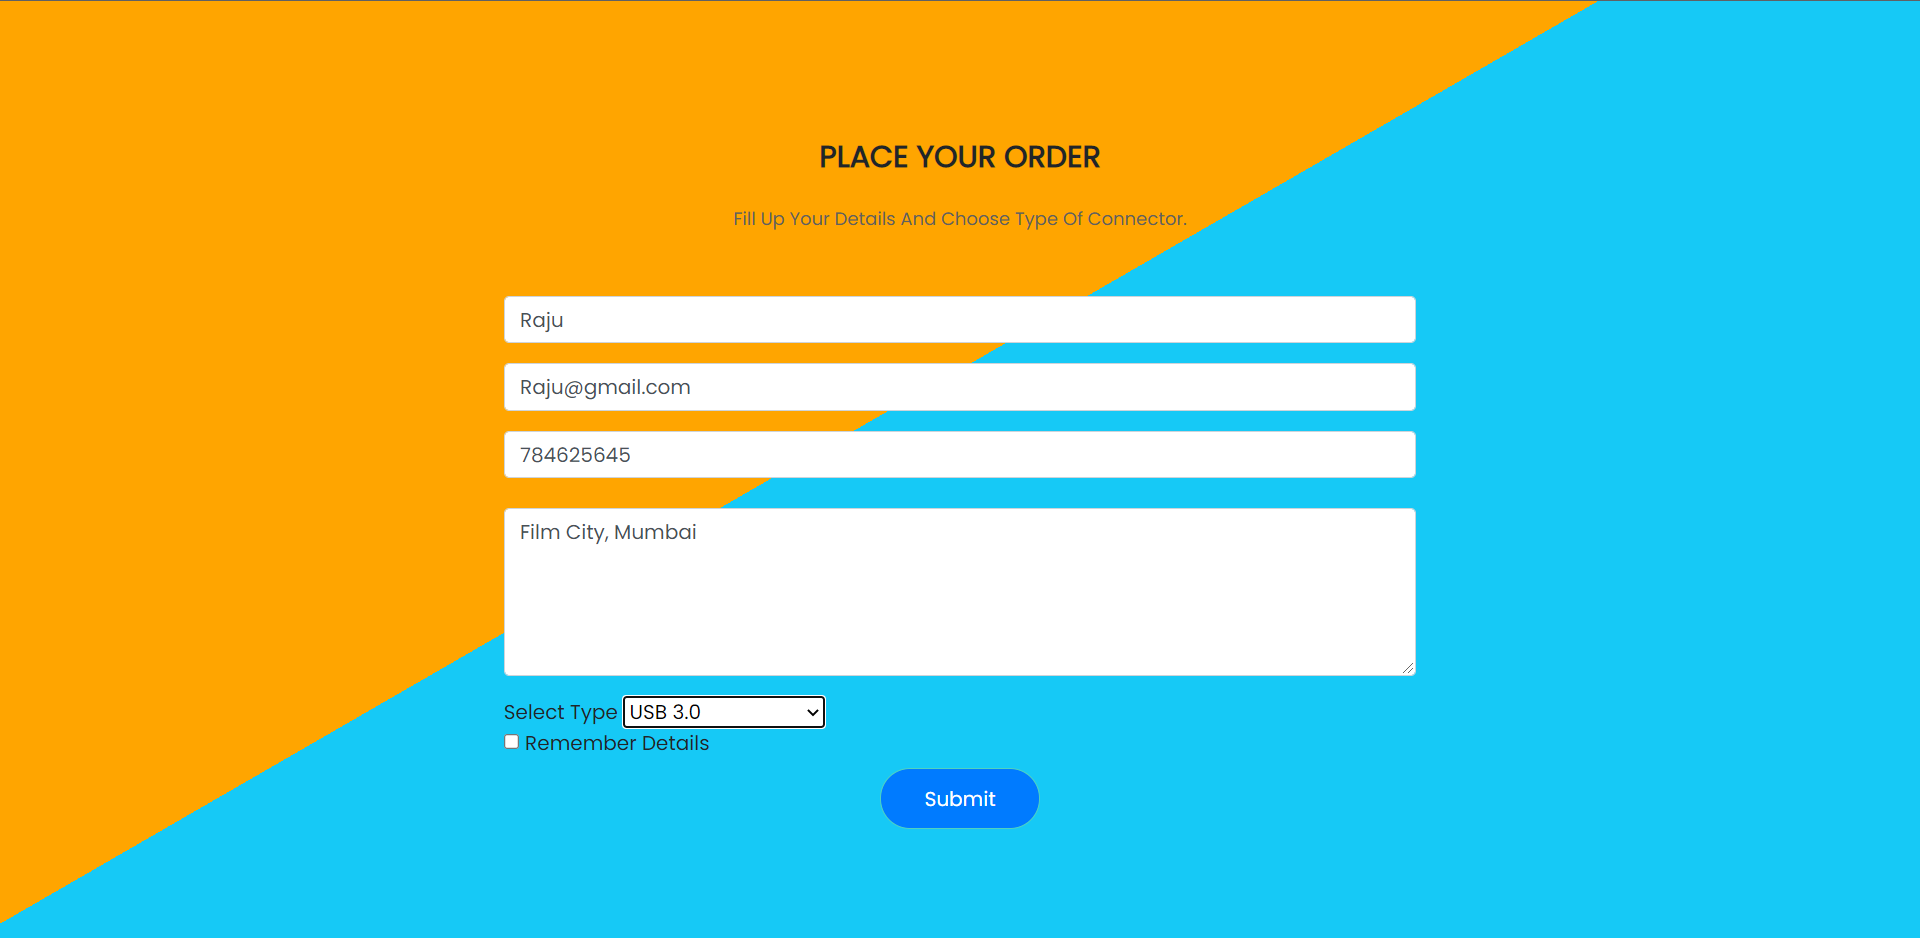 PLACE YOUR ORDER
Fill Up Your Details And Choose Type Of Connector.
Raju
Raju@gmail.com
784625645
Film City, Mumbai
Select Type USB 3.0
Remember Details
Submit